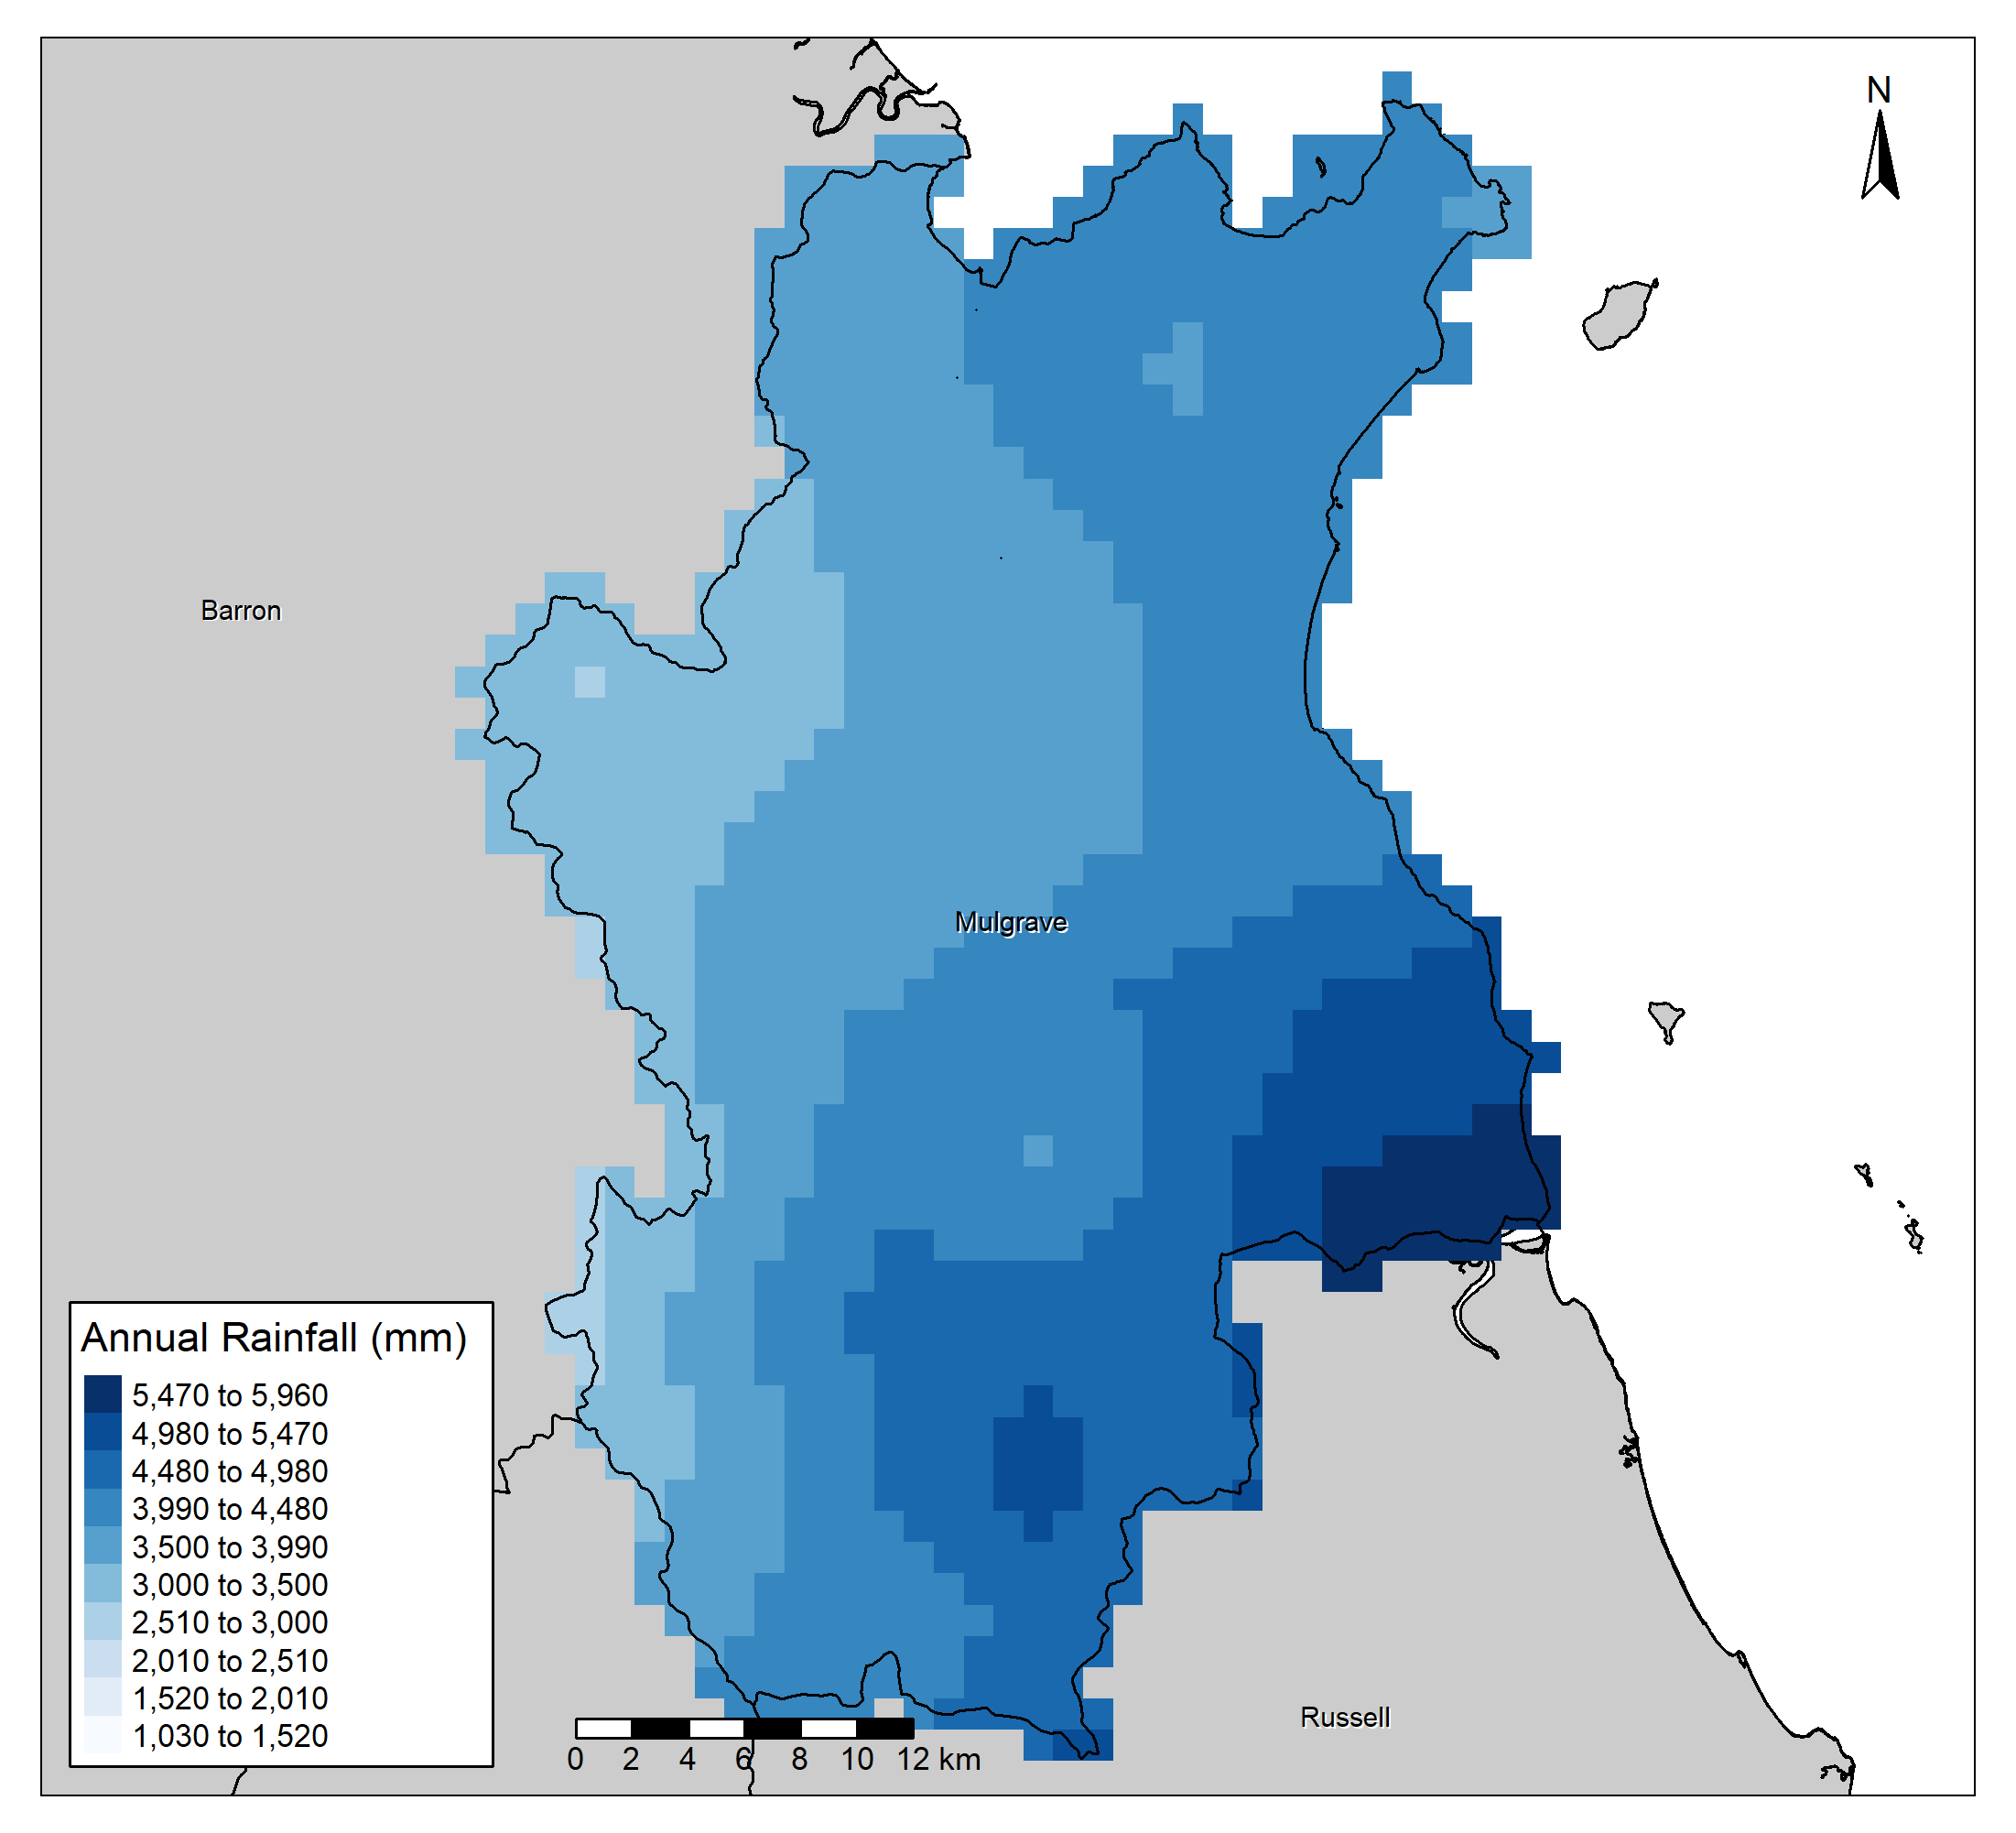 N
Barron
Mulgrave
Annual Rainfall (mm)
5,470 to 5,960
4,980 to 5,470
4,480 to 4,980
3,990 to 4,480
3,500 to 3,990
3,000 to 3,500
2,510 to 3,000
2,010 to 2,510
1,520 to 2,010
1,030 to 1,520
Russell
0 2 4 6 8 10 12 km